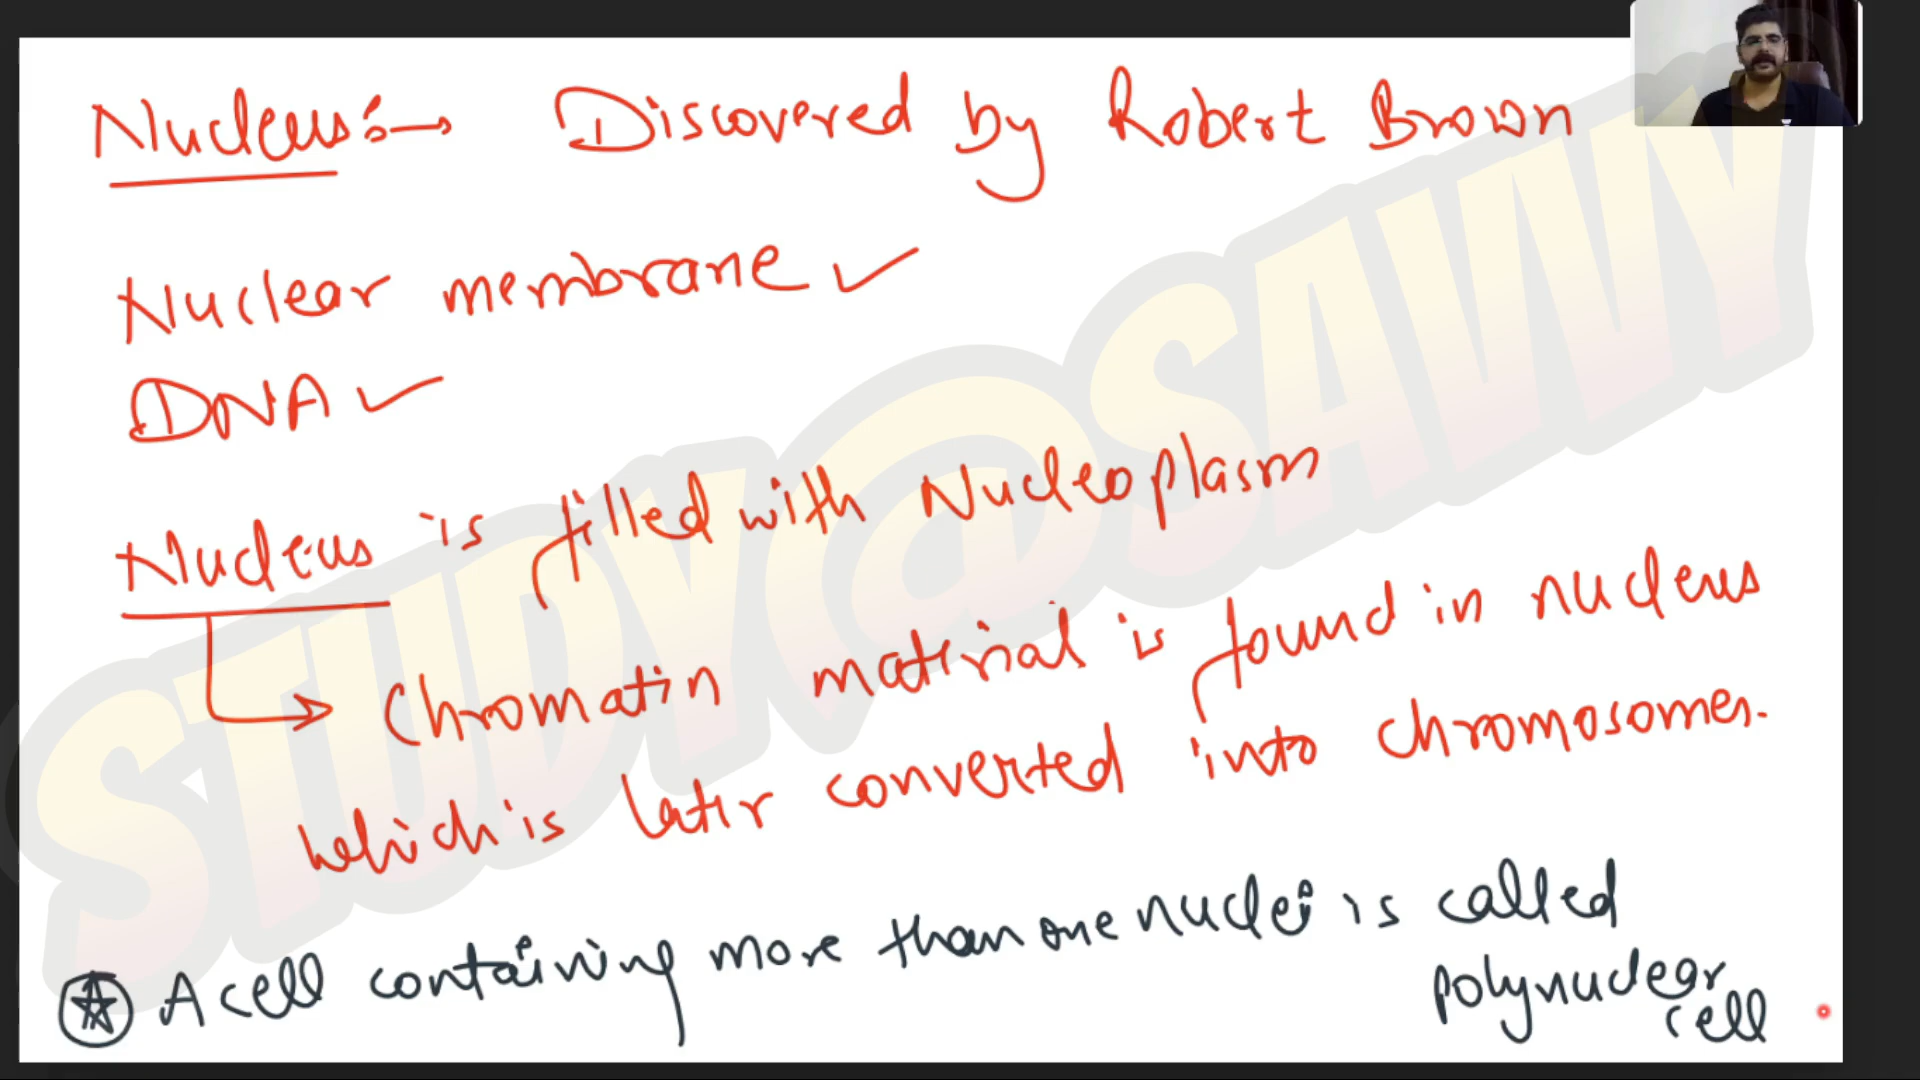 Nucleus:→ Discovered by Robert Brown
Nuclear membrane ✓
DNA ✓
Nucleus is filled with Nucleoplasm
→ Chromatin material is found in nucleus
which is later converted into chromosomes.
A cell containing more than one nuclei is called
polynuclear
cell
STUDY@SAVVY